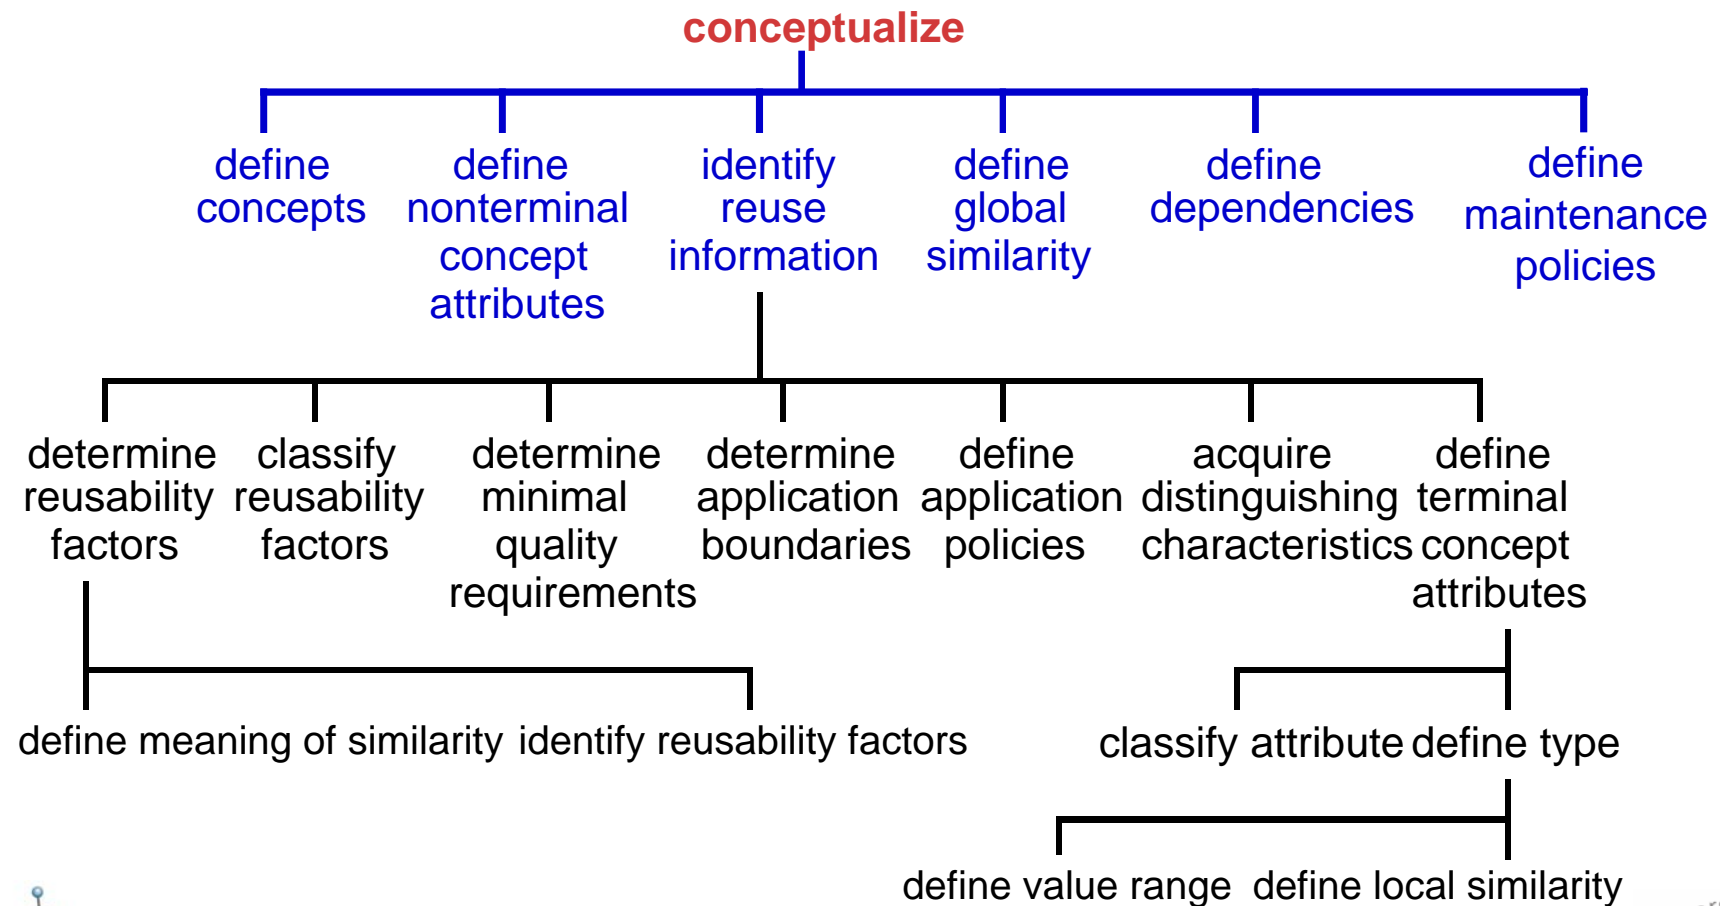 conceptualize
define
concepts
define
nonterminal
concept
attributes
identify
reuse
information
define
global
similarity
define
dependencies
define
maintenance
policies
determine
reusability
factors
classify
reusability
factors
determine
minimal
quality
requirements
determine
application
boundaries
define
application
policies
acquire
distinguishing
characteristics
define
terminal
concept
attributes
define meaning of similarity
identify reusability factors
classify attribute
define type
define value range
define local similarity